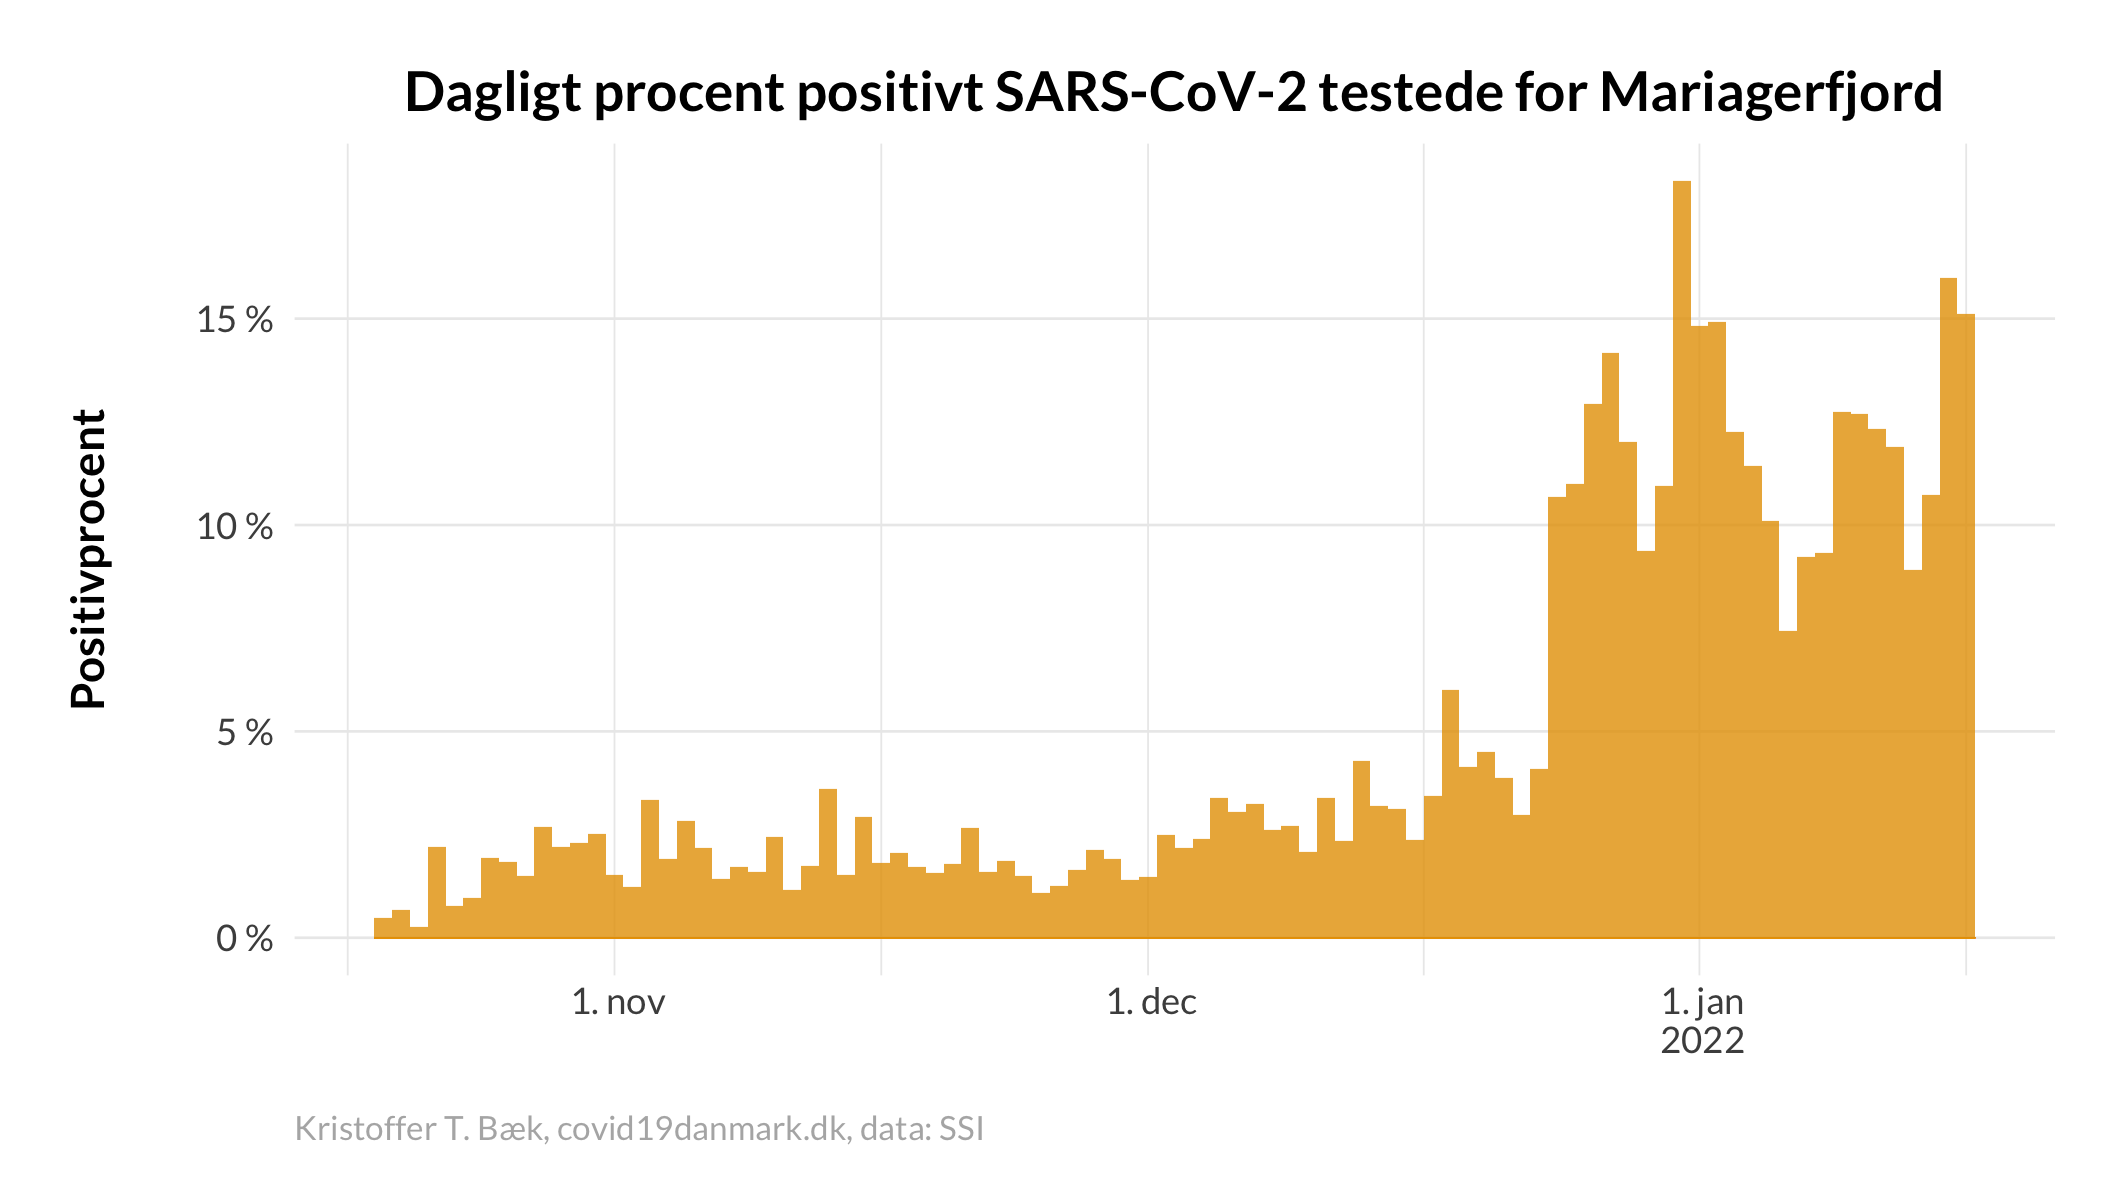 Dagligt procent positivt SARS-CoV-2 testede for Mariagerfjord
Positivprocent
15 %
10 %
5 %
0 %
1. nov
1. dec
1. jan
2022
Kristoffer T. Bæk, covid19danmark.dk, data: SSI